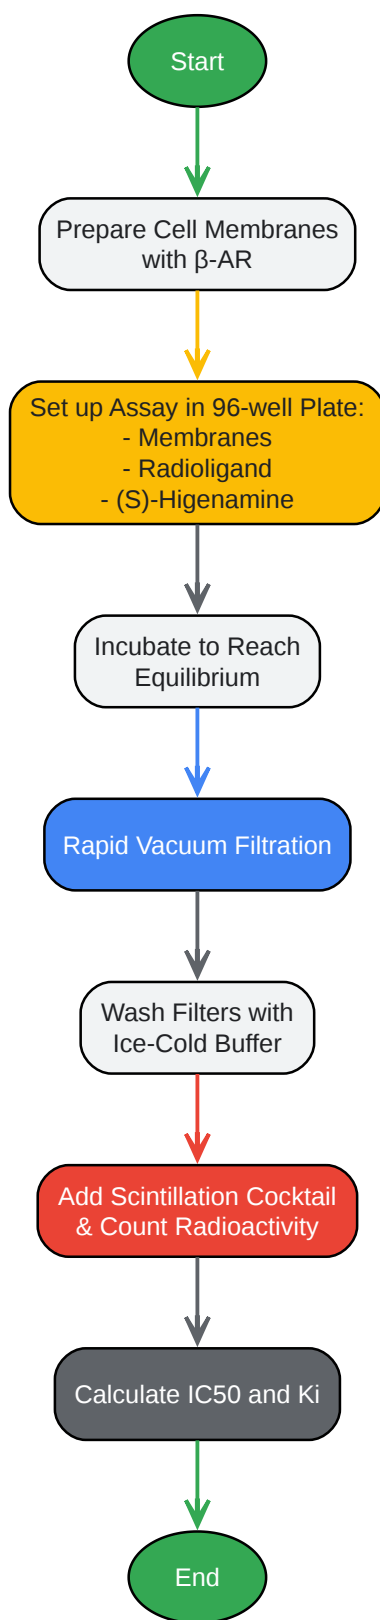 Start
Prepare Cell Membranes
with β-AR
Set up Assay in 96-well Plate:
- Membranes
- Radioligand
- (S)-Higenamine
Incubate to Reach
Equilibrium
Rapid Vacuum Filtration
Wash Filters with
Ice-Cold Buffer
Add Scintillation Cocktail
& Count Radioactivity
Calculate IC50 and Ki
End